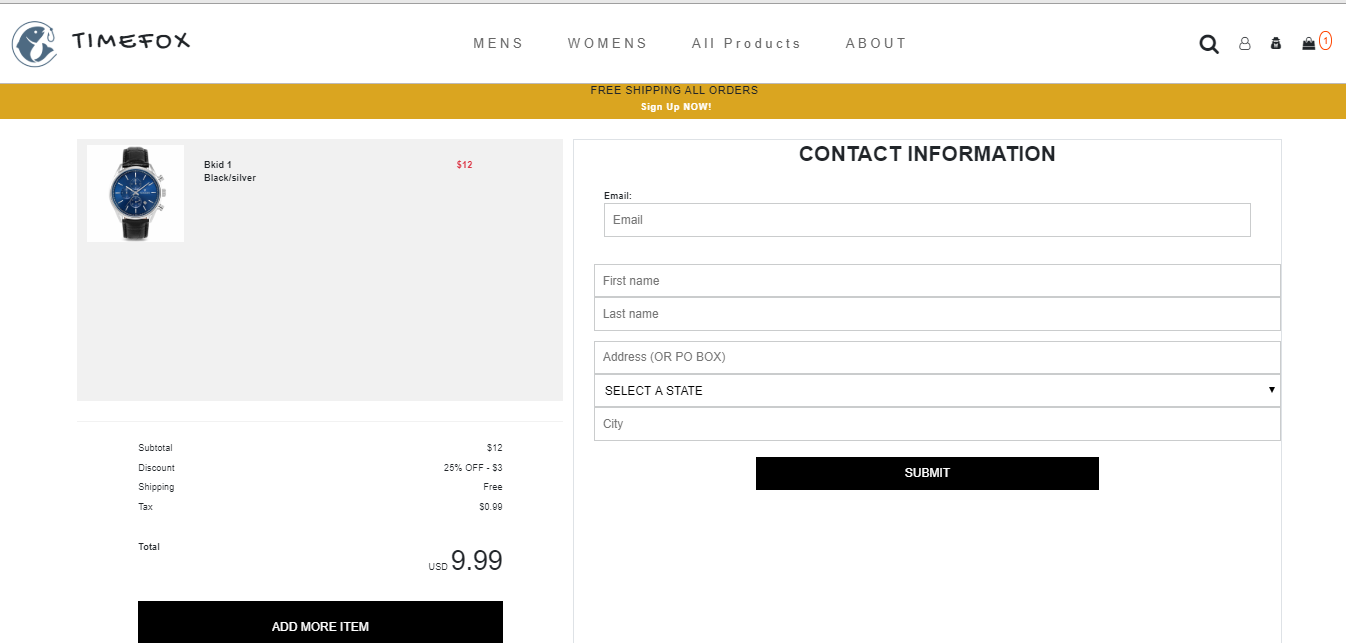 TIMEFOX
MENS WOMENS All Products ABOUT
1
FREE SHIPPING ALL ORDERS
Sign Up NOW!
Bkid 1 $12
Black/silver
Subtotal $12
Discount 25% OFF - $3
Shipping Free
Tax $0.99
Total
USD 9.99
ADD MORE ITEM
CONTACT INFORMATION
Email:
Email
First name
Last name
Address (OR PO BOX)
SELECT A STATE
City
SUBMIT